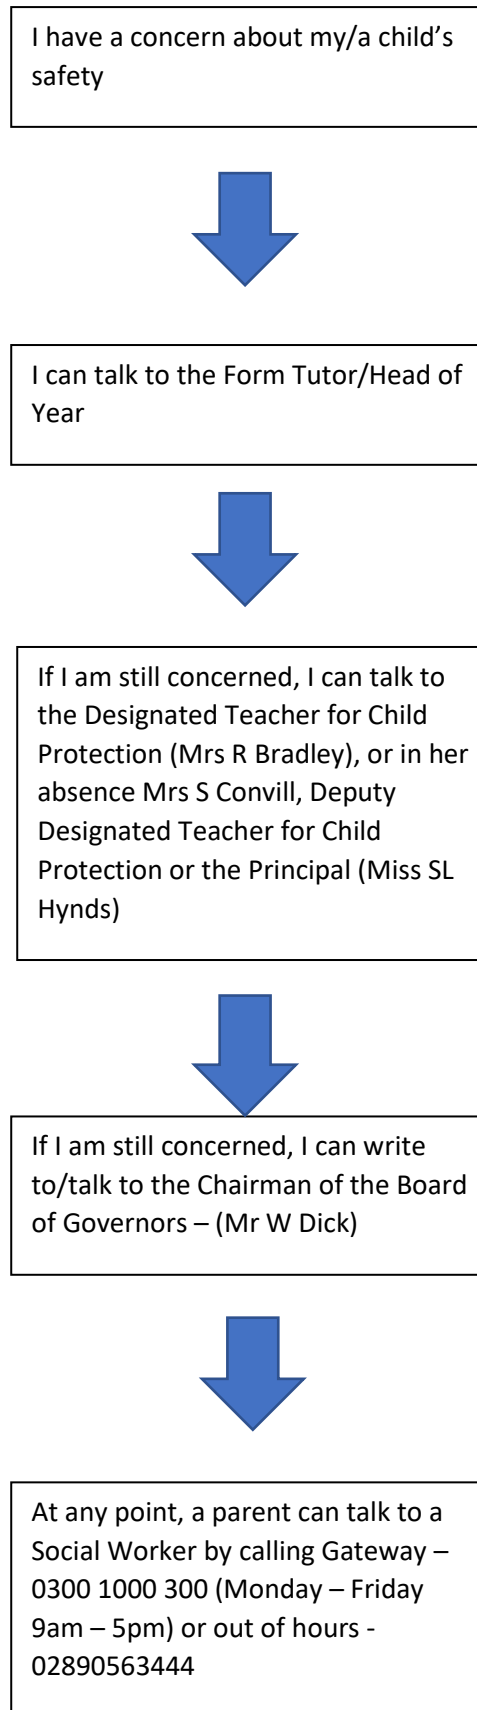 I have a concern about my/a child’s
safety
I can talk to the Form Tutor/Head of
Year
If I am still concerned, I can talk to
the Designated Teacher for Child
Protection (Mrs R Bradley), or in her
absence Mrs S Convill, Deputy
Designated Teacher for Child
Protection or the Principal (Miss SL
Hynds)
If I am still concerned, I can write
to/talk to the Chairman of the Board
of Governors – (Mr W Dick)
At any point, a parent can talk to a
Social Worker by calling Gateway –
0300 1000 300 (Monday – Friday
9am – 5pm) or out of hours -
02890563444